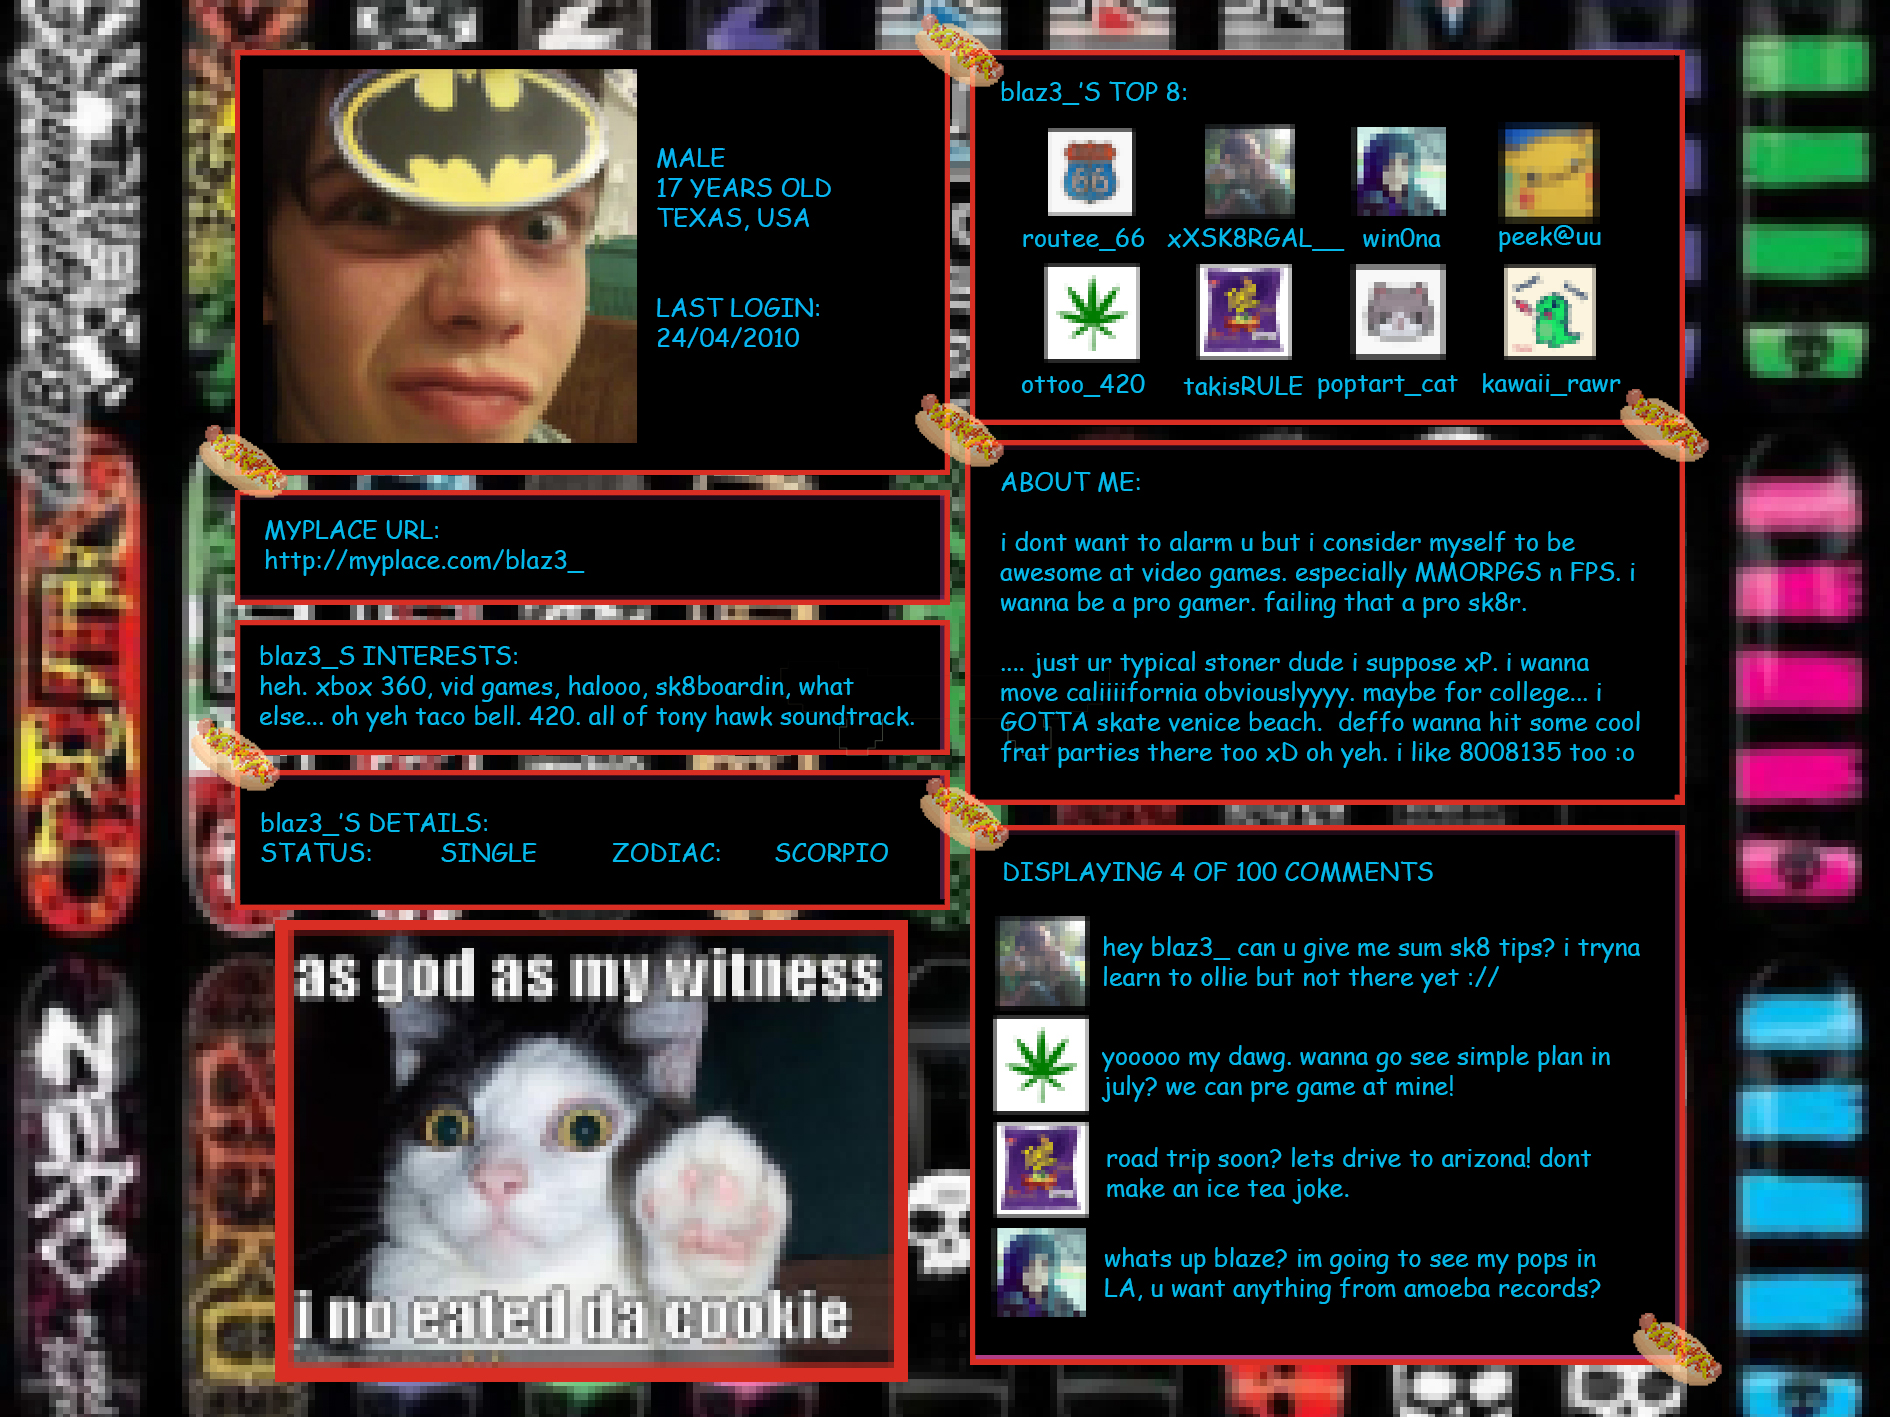 MALE
17 YEARS OLD
TEXAS, USA
LAST LOGIN:
24/04/2010
MYPLACE URL:
http://myplace.com/blaz3_
blaz3_S INTERESTS:
heh. xbox 360, vid games, halooo, sk8boardin, what
else... oh yeh taco bell. 420. all of tony hawk soundtrack.
blaz3_'S DETAILS:
STATUS: SINGLE ZODIAC: SCORPIO
as god as my witness
i no eated da cookie
blaz3_'S TOP 8:
66
routee_66 xXSK8RGAL__ win0na peek@uu
ottoo_420 takisRULE poptart_cat kawaii_rawr
ABOUT ME:
i dont want to alarm u but i consider myself to be
awesome at video games. especially MMORPGS n FPS. i
wanna be a pro gamer. failing that a pro sk8r.
.... just ur typical stoner dude i suppose xP. i wanna
move caliiiifornia obviouslyyyy. maybe for college... i
GOTTA skate venice beach. deffo wanna hit some cool
frat parties there too xD oh yeh. i like 8008135 too :o
DISPLAYING 4 OF 100 COMMENTS
hey blaz3_ can u give me sum sk8 tips? i tryna
learn to ollie but not there yet ://
yooooo my dawg. wanna go see simple plan in
july? we can pre game at mine!
road trip soon? lets drive to arizona! dont
make an ice tea joke.
whats up blaze? im going to see my pops in
LA, u want anything from amoeba records?